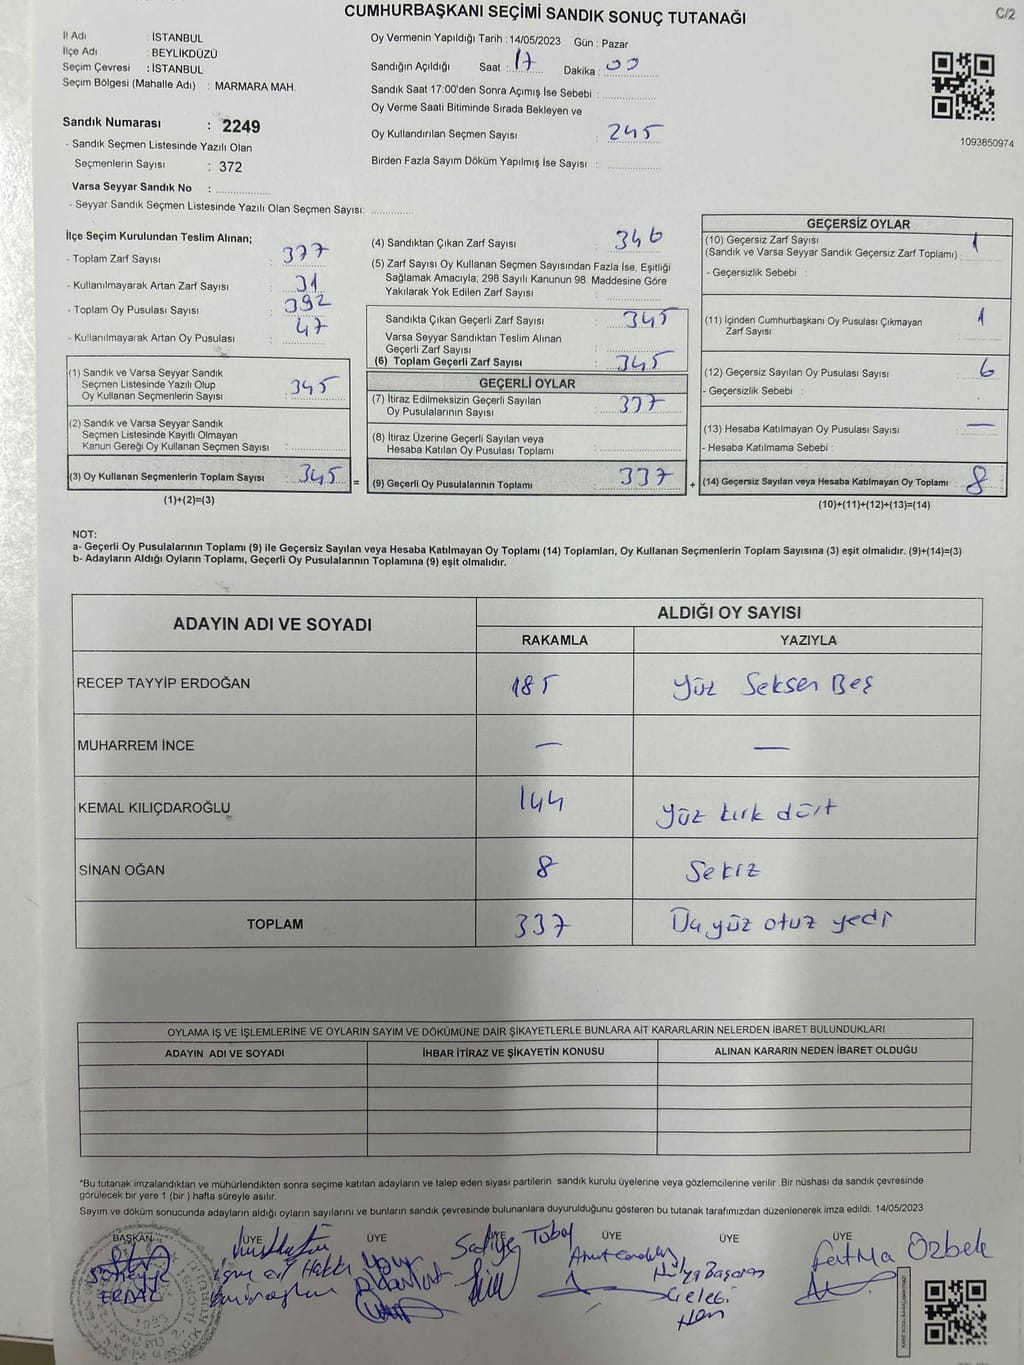 CUMHURBAŞKANI SEÇİMİ SANDIK SONUÇ TUTANAĞI
C/2
İl Adı : İSTANBUL
İlçe Adı : BEYLİKDÜZÜ
Seçim Çevresi : İSTANBUL
Seçim Bölgesi (Mahalle Adı) : MARMARA MAH.
Sandık Numarası : 2249
- Sandık Seçmen Listesinde Yazılı Olan
Seçmenlerin Sayısı : 372
Varsa Seyyar Sandık No :
- Seyyar Sandık Seçmen Listesinde Yazılı Olan Seçmen Sayısı:
Oy Vermenin Yapıldığı Tarih : 14/05/2023 Gün : Pazar
Sandığın Açıldığı Saat : 17 Dakika : 00
Sandık Saat 17:00'den Sonra Açımış İse Sebebi :
Oy Verme Saati Bitiminde Sırada Bekleyen ve
Oy Kullandırılan Seçmen Sayısı : 245
Birden Fazla Sayım Döküm Yapılmış İse Sayısı :
1093850974
İlçe Seçim Kurulundan Teslim Alınan;
- Toplam Zarf Sayısı : 377
- Kullanılmayarak Artan Zarf Sayısı : 31
- Toplam Oy Pusulası Sayısı : 392
- Kullanılmayarak Artan Oy Pusulası : 47
(1) Sandık ve Varsa Seyyar Sandık
Seçmen Listesinde Yazılı Olup
Oy Kullanan Seçmenlerin Sayısı : 345
(2) Sandık ve Varsa Seyyar Sandık
Seçmen Listesinde Kayıtlı Olmayan
Kanun Gereği Oy Kullanan Seçmen Sayısı :
(3) Oy Kullanan Seçmenlerin Toplam Sayısı : 345 =
(1)+(2)=(3)
(4) Sandıktan Çıkan Zarf Sayısı : 346
(5) Zarf Sayısı Oy Kullanan Seçmen Sayısından Fazla İse, Eşitliği
Sağlamak Amacıyla; 298 Sayılı Kanunun 98. Maddesine Göre
Yakılarak Yok Edilen Zarf Sayısı :
Sandıkta Çıkan Geçerli Zarf Sayısı : 345
Varsa Seyyar Sandıktan Teslim Alınan
Geçerli Zarf Sayısı :
(6) Toplam Geçerli Zarf Sayısı : 345
GEÇERLİ OYLAR
(7) İtiraz Edilmeksizin Geçerli Sayılan
Oy Pusulalarının Sayısı : 337
(8) İtiraz Üzerine Geçerli Sayılan veya
Hesaba Katılan Oy Pusulası Toplamı :
(9) Geçerli Oy Pusulalarının Toplamı : 337 +
GEÇERSİZ OYLAR
(10) Geçersiz Zarf Sayısı
(Sandık ve Varsa Seyyar Sandık Geçersiz Zarf Toplamı) : 1
- Geçersizlik Sebebi :
(11) İçinden Cumhurbaşkanı Oy Pusulası Çıkmayan
Zarf Sayısı : 1
(12) Geçersiz Sayılan Oy Pusulası Sayısı : 6
- Geçersizlik Sebebi :
(13) Hesaba Katılmayan Oy Pusulası Sayısı : —
- Hesaba Katılmama Sebebi :
(14) Geçersiz Sayılan veya Hesaba Katılmayan Oy Toplamı : 8
(10)+(11)+(12)+(13)=(14)
NOT:
a- Geçerli Oy Pusulalarının Toplamı (9) ile Geçersiz Sayılan veya Hesaba Katılmayan Oy Toplamı (14) Toplamları, Oy Kullanan Seçmenlerin Toplam Sayısına (3) eşit olmalıdır. (9)+(14)=(3)
b- Adayların Aldığı Oyların Toplamı, Geçerli Oy Pusulalarının Toplamına (9) eşit olmalıdır.
ADAYIN ADI VE SOYADI
ALDIĞI OY SAYISI
RAKAMLA YAZIYLA
RECEP TAYYİP ERDOĞAN 185 Yüz Seksen Beş
MUHARREM İNCE — —
KEMAL KILIÇDAROĞLU 144 Yüz kırk dört
SİNAN OĞAN 8 Sekiz
TOPLAM 337 Üç yüz otuz yedi
OYLAMA İŞ VE İŞLEMLERİNE VE OYLARIN SAYIM VE DÖKÜMÜNE DAİR ŞİKAYETLERLE BUNLARA AİT KARARLARIN NELERDEN İBARET BULUNDUKLARI
ADAYIN ADI VE SOYADI İHBAR İTİRAZ VE ŞİKAYETİN KONUSU ALINAN KARARIN NEDEN İBARET OLDUĞU
*Bu tutanak imzalandıktan ve mühürlendikten sonra seçime katılan adayların ve talep eden siyasi partilerin sandık kurulu üyelerine veya gözlemcilerine verilir .Bir nüshası da sandık çevresinde
görülecek bir yere 1 (bir ) hafta süreyle asılır.
Sayım ve döküm sonucunda adayların aldığı oyların sayılarını ve bunların sandık çevresinde bulunanlara duyurulduğunu gösteren bu tutanak tarafımızdan düzenlenerek imza edildi. 14/05/2023
BAŞKAN ÜYE ÜYE ÜYE ÜYE ÜYE ÜYE
ERDAL
İsmail Hakkı
Hülya Başaran
Çelebi
Fatma Özbek